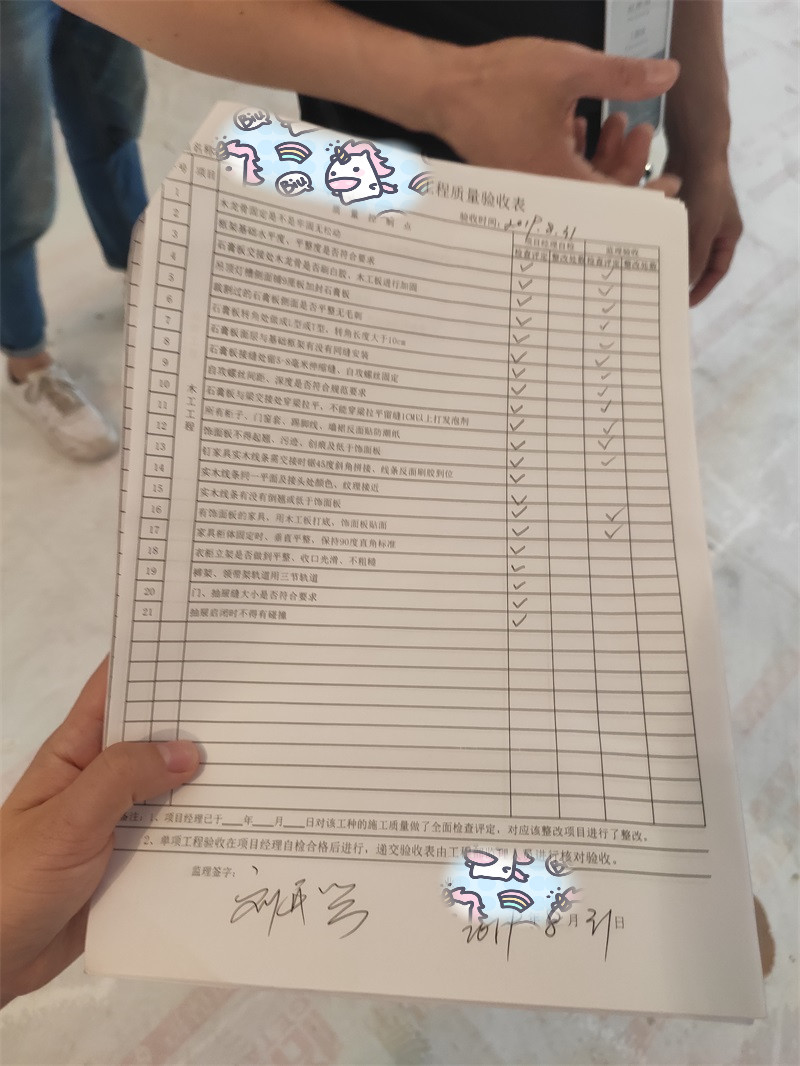 Biu
名称
Biu
工程质量验收表
验收时间：2019.8.31
号 项目 质量控制点 项目经理自检 监理验收
检查评定 整改处数 检查评定 整改处数
1 木龙骨固定是不是牢固无松动 ✓ ✓
2 框架基础水平度、平整度是否符合要求 ✓ ✓
3 石膏板交接处木龙骨是否刷白胶，木工板进行加固 ✓ ✓
4 吊顶灯槽侧面铺9厘板加封石膏板 ✓ ✓
5 裁割过的石膏板侧面是否平整无毛刺 ✓ ✓
6 石膏板转角处做成L型或T型，转角长度大于10cm ✓ ✓
7 石膏板面层与基础框架有没有同缝安装 ✓ ✓
8 石膏板接缝处留5-8毫米伸缩缝，自攻螺丝固定 ✓ ✓
9 自攻螺丝间距、深度是否符合规范要求 ✓ ✓
10 石膏板与梁交接处穿梁拉平，不能穿梁拉平留缝1CM以上打发泡剂 ✓ ✓
11 所有柜子、门窗套、踢脚线、墙裙反面贴防潮纸 ✓ ✓
12 饰面板不得起翘、污迹、创痕及低于饰面板 ✓
13 钉家具实木线条需交接时锯45度斜角拼接、线条反面刷胶到位 ✓
木工工程
14 实木线条同一平面及接头处颜色、纹理接近 ✓ ✓
15 实木线条有没有倒翘或低于饰面板 ✓ ✓
16 有饰面板的家具，用木工板打底、饰面板贴面 ✓
17 家具柜体固定时，垂直平整，保持90度直角标准 ✓
18 衣柜立架是否做到平整、收口光滑、不粗糙 ✓
19 裤架、领带架轨道用三节轨道 ✓
20 门、抽屉缝大小是否符合要求 ✓
21 抽屉启闭时不得有碰撞 ✓
备注：1、项目经理已于____年____月____日对该工种的施工质量做了全面检查评定，对应该整改项目进行了整改。
2、单项工程验收在项目经理自检合格后进行，递交验收表由工程 人员进行核对验收。
监理签字：
8月31日